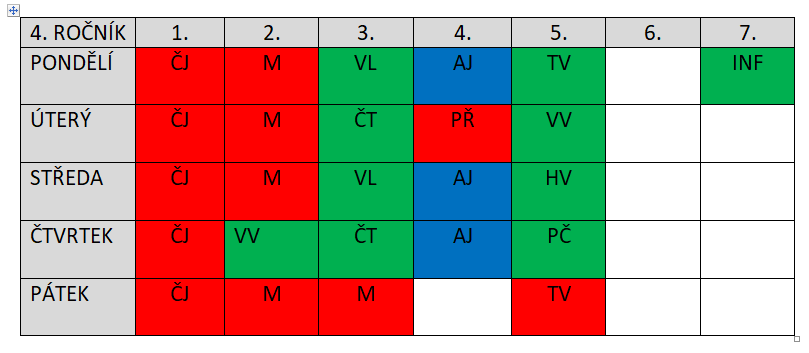 4. ROČNÍK 1. 2. 3. 4. 5. 6. 7.
PONDĚLÍ ČJ M VL AJ TV INF
ÚTERÝ ČJ M ČT PŘ VV
STŘEDA ČJ M VL AJ HV
ČTVRTEK ČJ VV ČT AJ PČ
PÁTEK ČJ M M TV